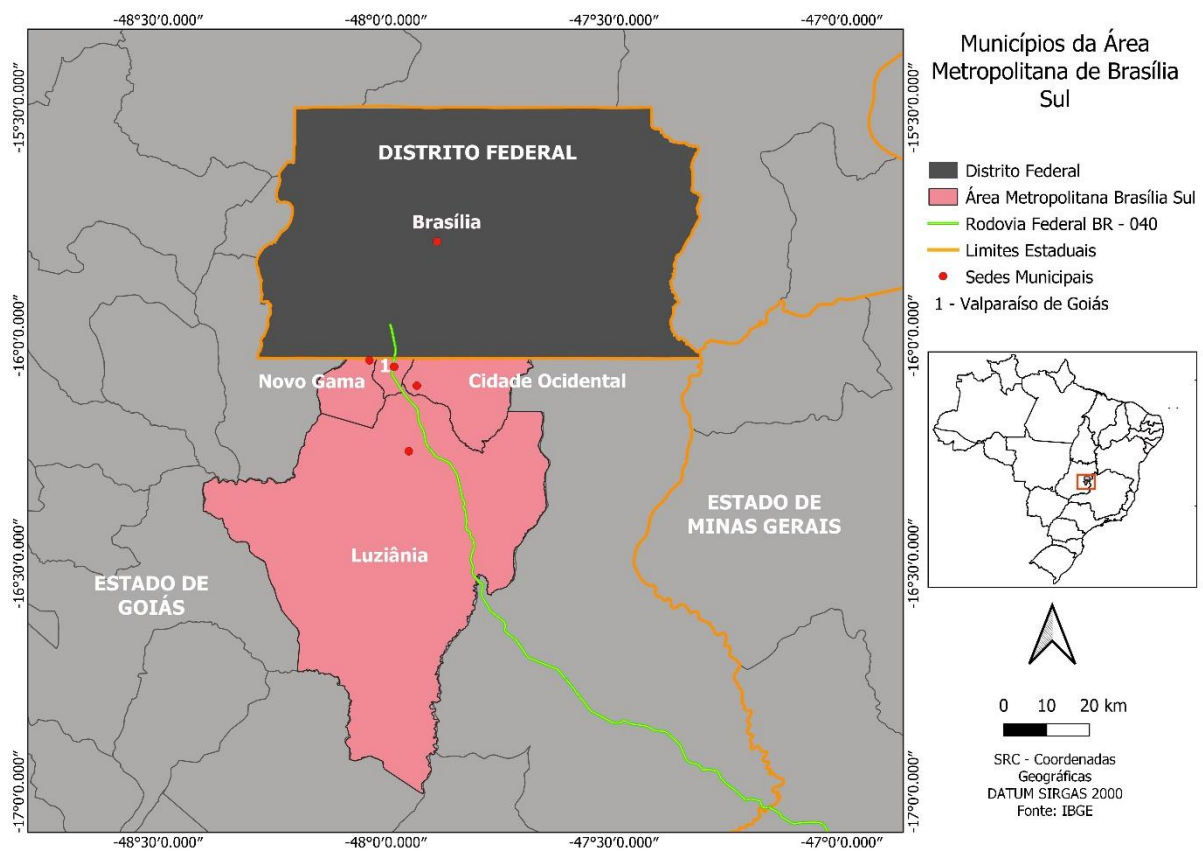 -48°30′0.000″
-48°0′0.000″
-47°30′0.000″
-47°0′0.000″
-15°30′0.000″
-16°0′0.000″
-16°30′0.000″
-17°0′0.000″
DISTRITO FEDERAL
Brasília
1
Novo Gama
Cidade Ocidental
Luziânia
ESTADO DE
GOIÁS
ESTADO DE
MINAS GERAIS
-15°30′0.000″
-16°0′0.000″
-16°30′0.000″
-17°0′0.000″
-48°30′0.000″
-48°0′0.000″
-47°30′0.000″
-47°0′0.000″
Municípios da Área
Metropolitana de Brasília
Sul
Distrito Federal
Área Metropolitana Brasília Sul
Rodovia Federal BR - 040
Limites Estaduais
Sedes Municipais
1 - Valparaíso de Goiás
0 10 20 km
SRC - Coordenadas
Geográficas
DATUM SIRGAS 2000
Fonte: IBGE